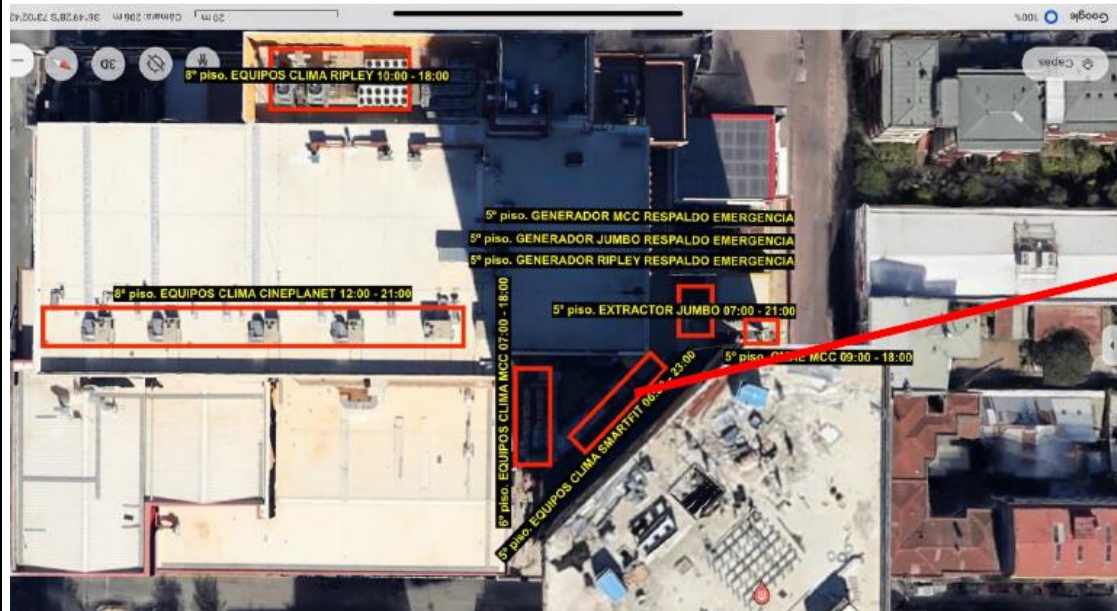 20 m
Cámara: 206 m
Google
100%
Capas
3D
8º piso. EQUIPOS CLIMA RIPLEY 10:00 - 18:00
5º piso. GENERADOR MCC RESPALDO EMERGENCIA
5º piso. GENERADOR JUMBO RESPALDO EMERGENCIA
5º piso. GENERADOR RIPLEY RESPALDO EMERGENCIA
8º piso. EQUIPOS CLIMA CINEPLANET 12:00 - 21:00
5º piso. EXTRACTOR JUMBO 07:00 - 21:00
6º piso. EQUIPOS CLIMA MCC 07:00 - 18:00
5º piso. MCC 09:00 - 18:00
5º piso. EQUIPOS CLIMA SMARTFIT 23:00